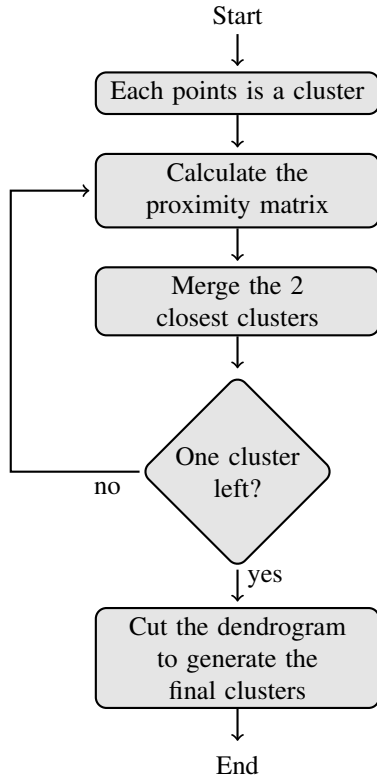 Start
Each points is a cluster
Calculate the
proximity matrix
Merge the 2
closest clusters
One cluster
left?
no
yes
Cut the dendrogram
to generate the
final clusters
End